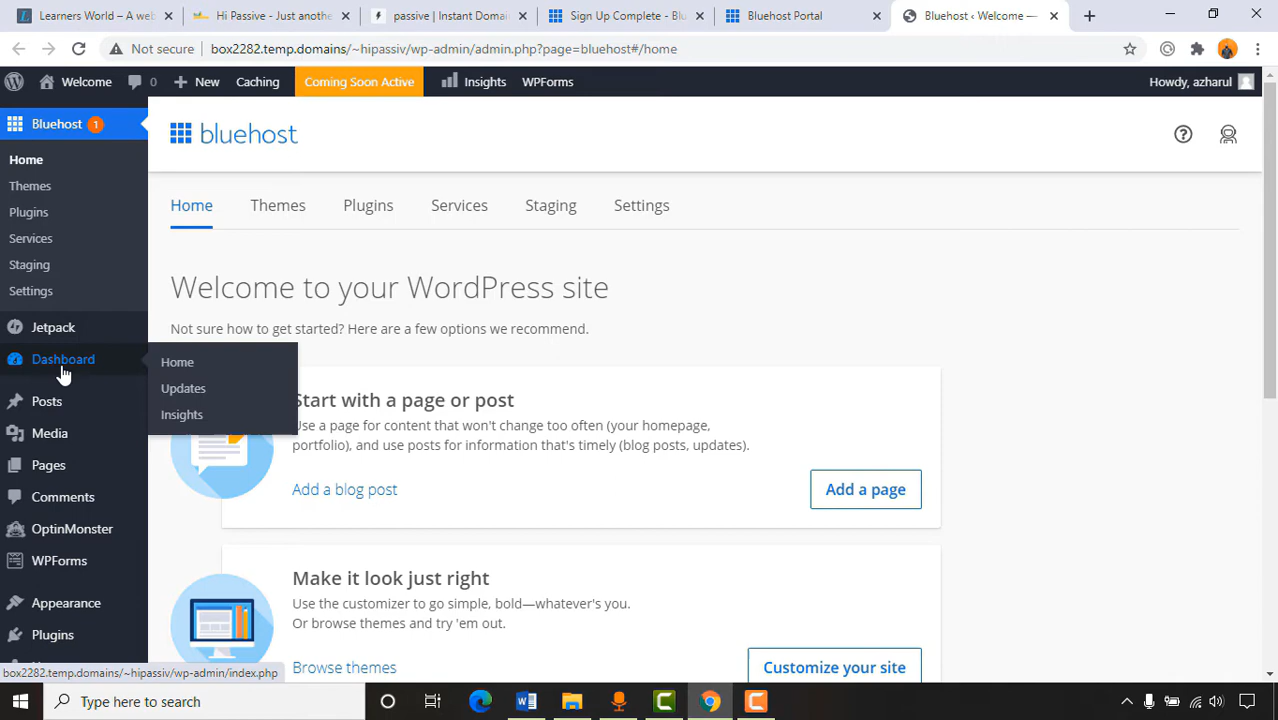 Learners World – A web
Hi Passive - Just anothe
passive | Instant Doma
Sign Up Complete - Blu
Bluehost Portal
Bluehost ‹ Welcome —
Not secure
box2282.temp.domains/~hipassiv/wp-admin/admin.php?page=bluehost#/home
Welcome
0
New
Caching
Coming Soon Active
Insights
WPForms
Howdy, azharul
Bluehost 1
Home
Themes
Plugins
Services
Staging
Settings
Jetpack
Dashboard
Posts
Media
Pages
Comments
OptinMonster
WPForms
Appearance
Plugins
Home
Updates
Insights
bluehost
Home
Themes
Plugins
Services
Staging
Settings
Welcome to your WordPress site
Not sure how to get started? Here are a few options we recommend.
Start with a page or post
Use a page for content that won't change too often (your homepage,
portfolio), and use posts for information that's timely (blog posts, updates).
Add a blog post
Add a page
Make it look just right
Use the customizer to go simple, bold—whatever's you.
Or browse themes and try 'em out.
Browse themes
Customize your site
box2282.temp.domains/~hipassiv/wp-admin/index.php
Type here to search